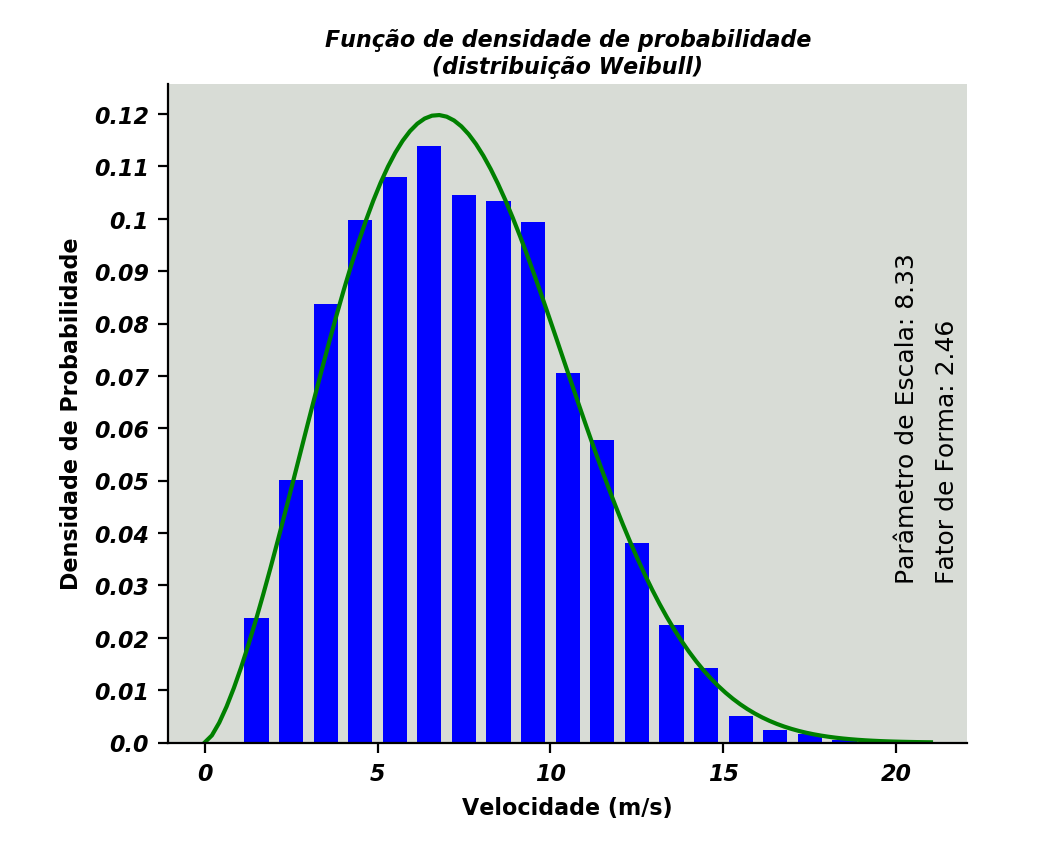 Função de densidade de probabilidade
(distribuição Weibull)
0.12
0.11
0.1
0.09
0.08
0.07
0.06
0.05
0.04
0.03
0.02
0.01
0.0
Densidade de Probabilidade
Parâmetro de Escala: 8.33
Fator de Forma: 2.46
0 5 10 15 20
Velocidade (m/s)